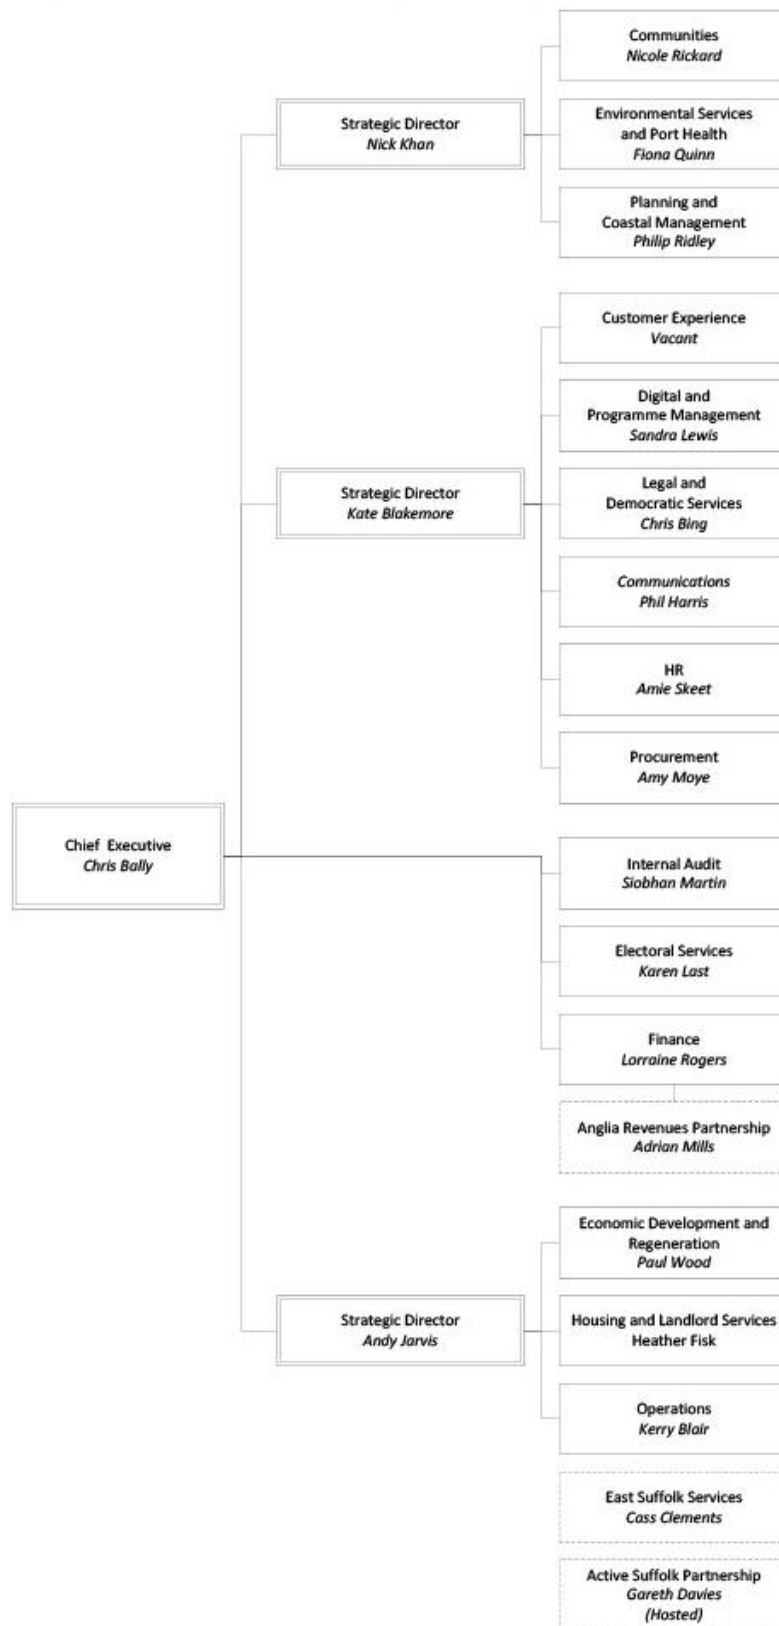 Communities
Nicole Rickard
Strategic Director
Nick Khan
Environmental Services
and Port Health
Fiona Quinn
Planning and
Coastal Management
Philip Ridley
Customer Experience
Vacant
Digital and
Programme Management
Sandra Lewis
Strategic Director
Kate Blakemore
Legal and
Democratic Services
Chris Bing
Communications
Phil Harris
HR
Amie Skeet
Procurement
Amy Moye
Chief Executive
Chris Bally
Internal Audit
Siobhan Martin
Electoral Services
Karen Last
Finance
Lorraine Rogers
Anglia Revenues Partnership
Adrian Mills
Economic Development and
Regeneration
Paul Wood
Strategic Director
Andy Jarvis
Housing and Landlord Services
Heather Fisk
Operations
Kerry Blair
East Suffolk Services
Cass Clements
Active Suffolk Partnership
Gareth Davies
(Hosted)